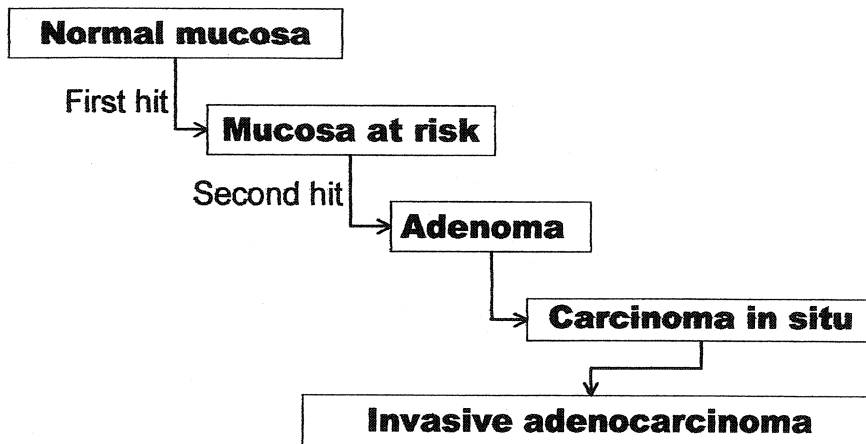 Normal mucosa
First hit
Mucosa at risk
Second hit
Adenoma
Carcinoma in situ
Invasive adenocarcinoma